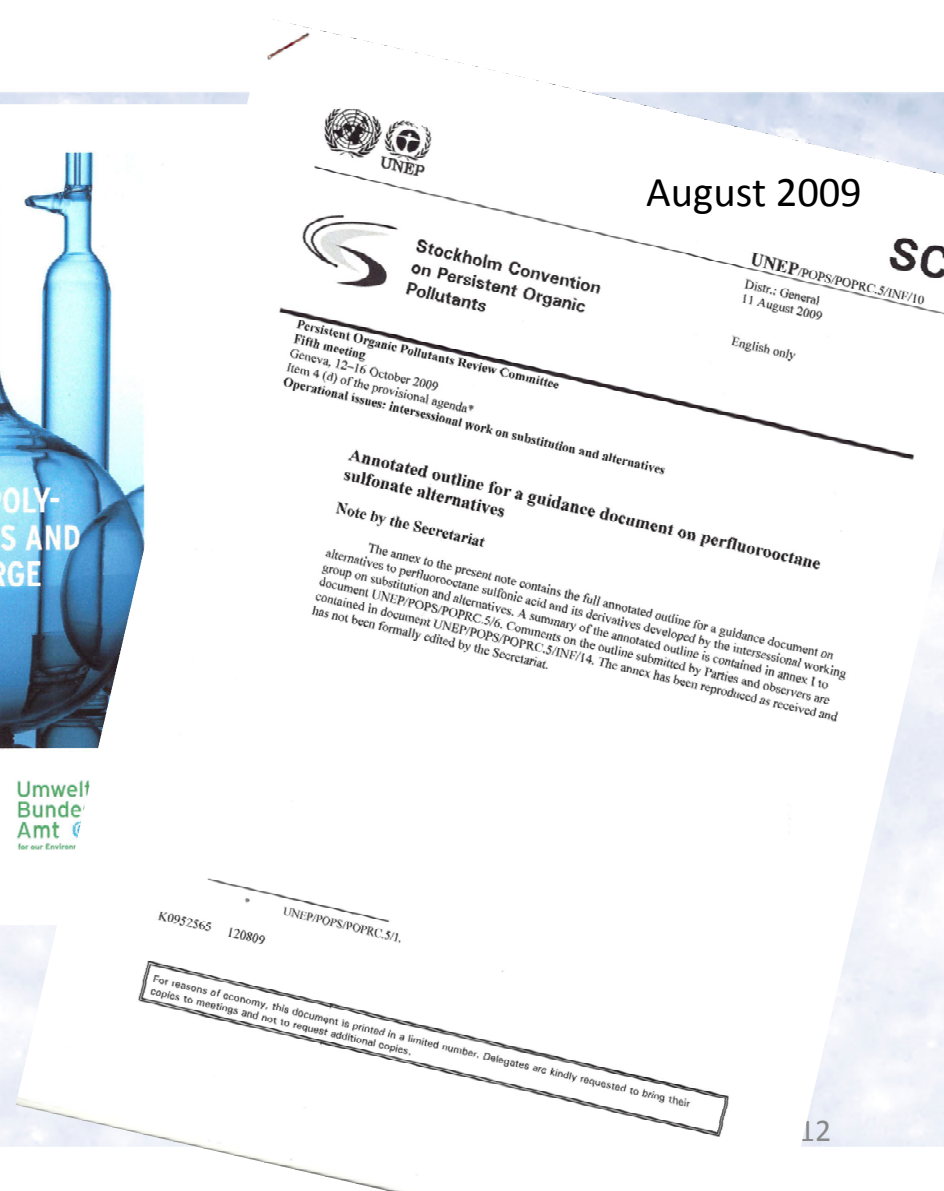 August 2009
UNEP
SC
UNEP/POPS/POPRC.5/INF/10
Stockholm Convention
on Persistent Organic
Pollutants
Distr.: General
11 August 2009
English only
Persistent Organic Pollutants Review Committee
Fifth meeting
Geneva, 12–16 October 2009
Item 4 (d) of the provisional agenda*
Operational issues: intersessional work on substitution and alternatives
Annotated outline for a guidance document on perfluorooctane
sulfonate alternatives
Note by the Secretariat
The annex to the present note contains the full annotated outline for a guidance document on
alternatives to perfluorooctane sulfonic acid and its derivatives developed by the intersessional working
group on substitution and alternatives. A summary of the annotated outline is contained in annex I to
document UNEP/POPS/POPRC.5/6. Comments on the outline submitted by Parties and observers are
contained in document UNEP/POPS/POPRC.5/INF/14. The annex has been reproduced as received and
has not been formally edited by the Secretariat.
* UNEP/POPS/POPRC.5/1.
K0952565 120809
For reasons of economy, this document is printed in a limited number. Delegates are kindly requested to bring their
copies to meetings and not to request additional copies.
POLY-
S AND
RGE
Umwelt
Bunde
Amt
for our Environ
12